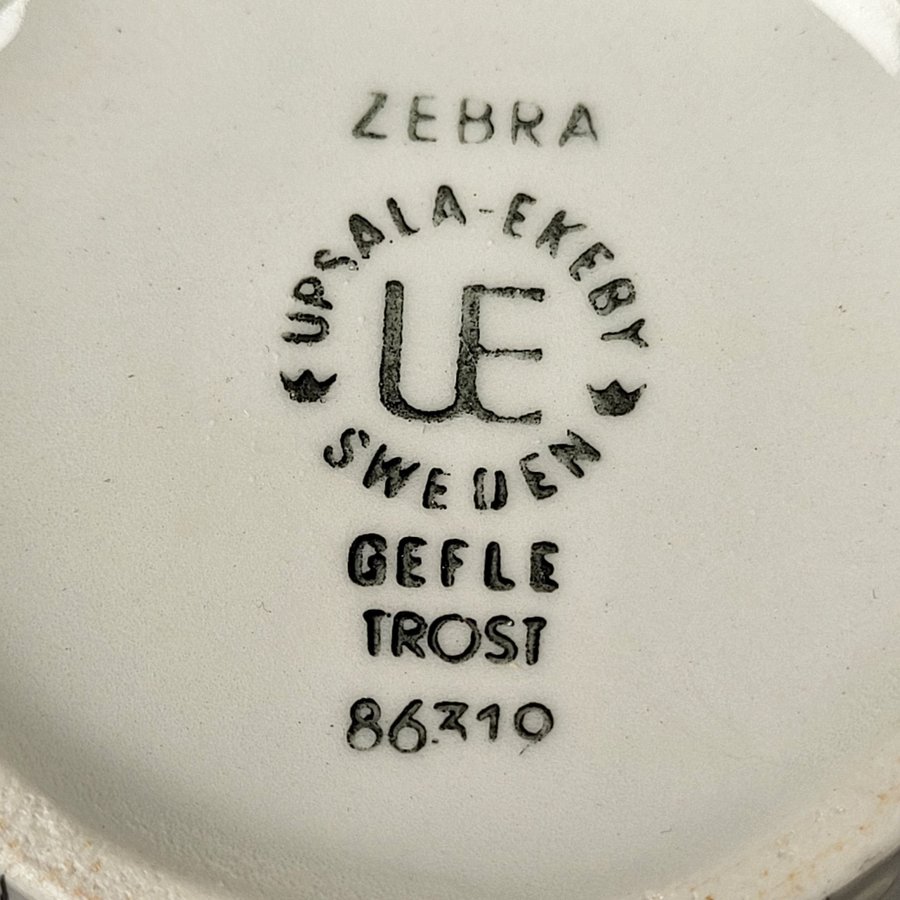 ZEBRA
UPSALA-EKEBY
UE
SWEDEN
GEFLE
TROST
86319